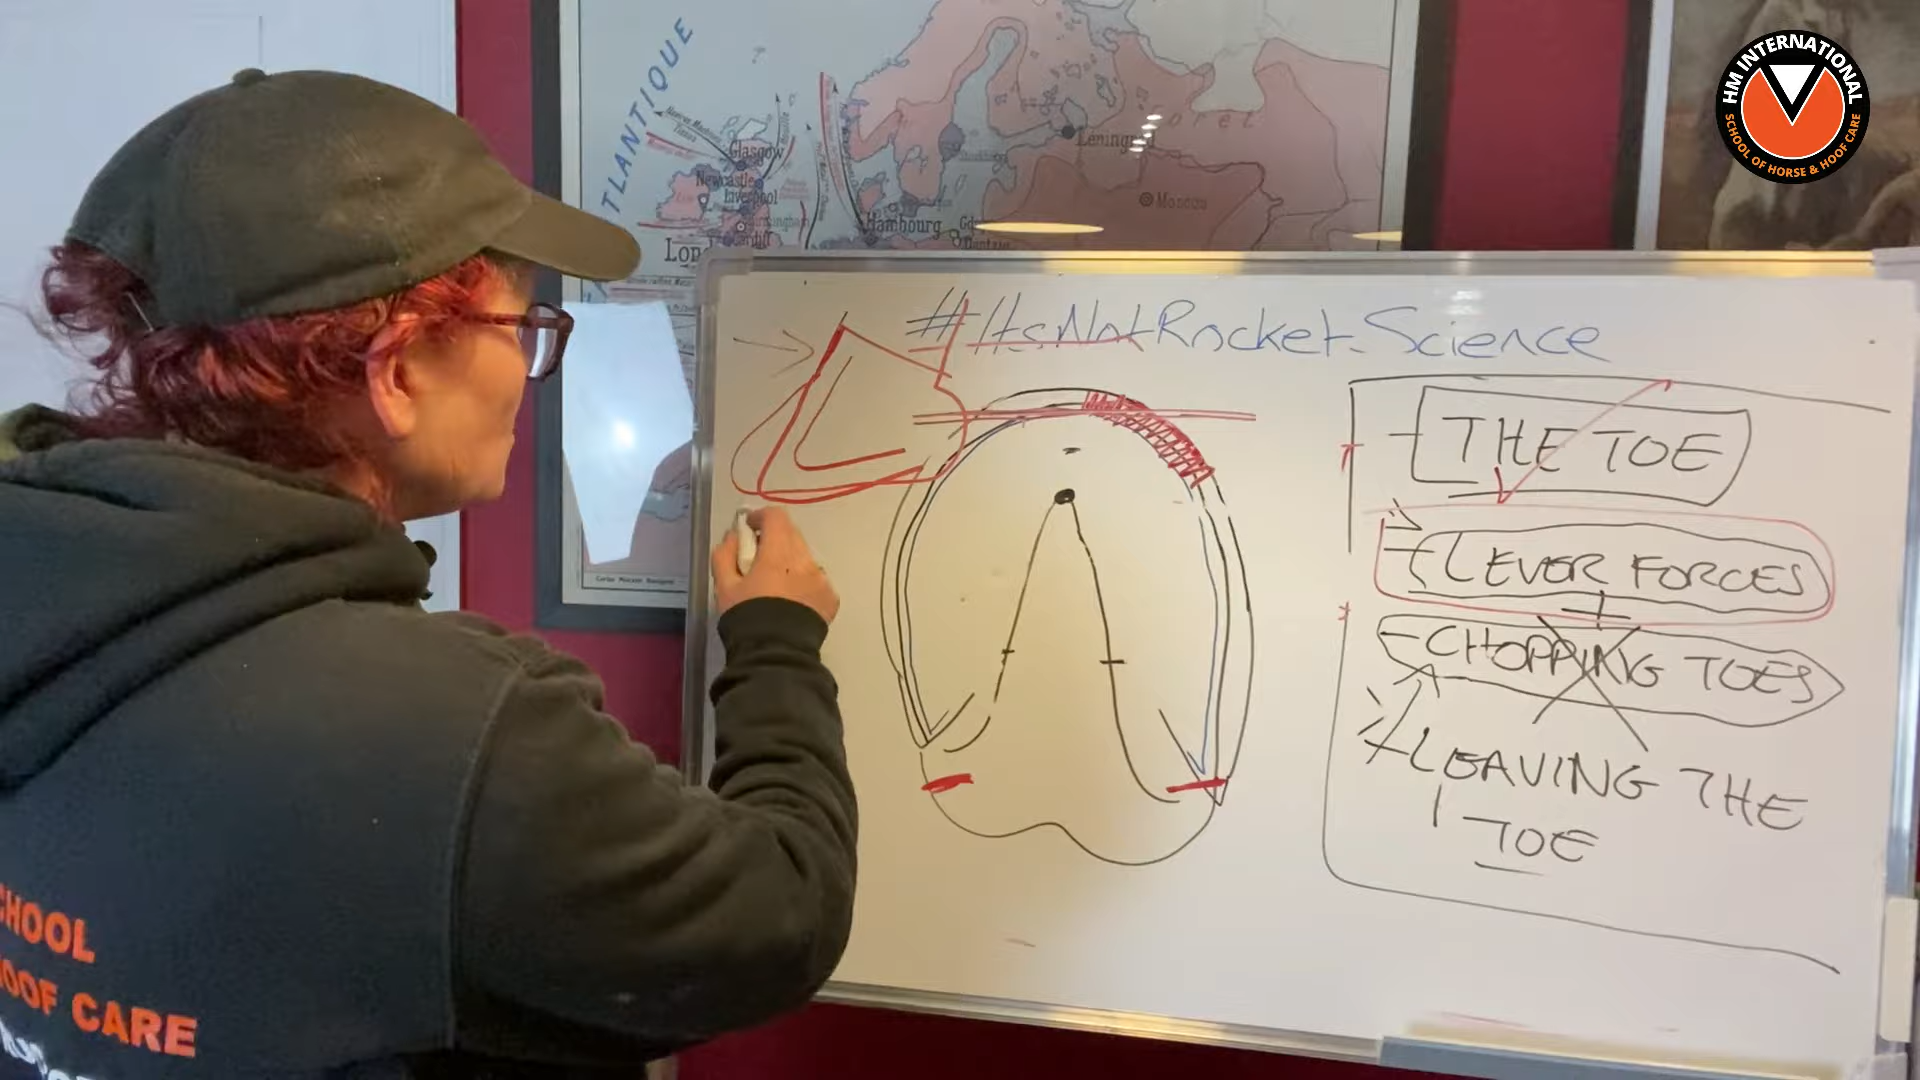 HM INTERNATIONAL
SCHOOL OF HORSE & HOOF CARE
ATLANTIQUE
Glasgow
Newcastle
Liverpool
Cardiff
Hambourg
Leningrad
Moscou
#ItsNotRocketScience
- THE TOE
- LEVER FORCES
- CHOPPING TOES
- LEAVING THE
TOE
CHOOL
HOOF CARE